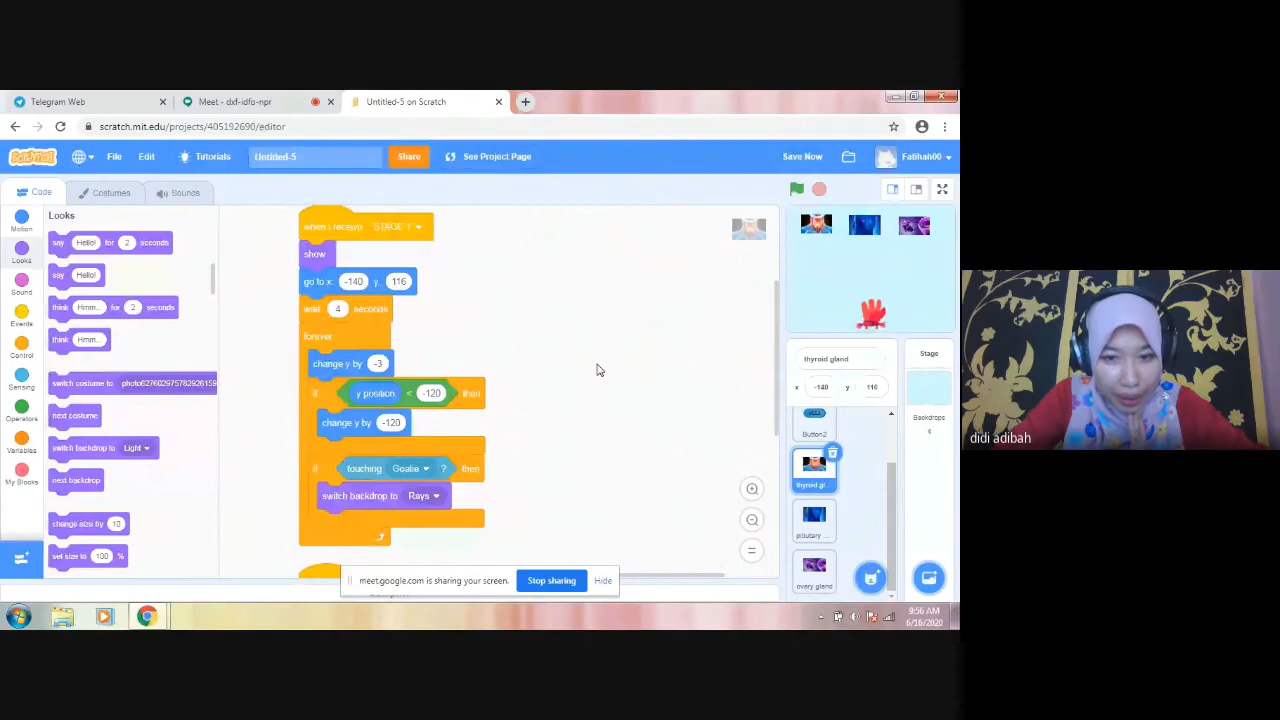 Telegram Web
Meet - dxf-idfo-npr
Untitled-5 on Scratch
scratch.mit.edu/projects/405192690/editor
SCRATCH
File
Edit
Tutorials
Untitled-5
Share
See Project Page
Save Now
Fatihah00
Code
Costumes
Sounds
Motion
Looks
Sound
Events
Control
Sensing
Operators
Variables
My Blocks
Looks
say Hello! for 2 seconds
say Hello!
think Hmm... for 2 seconds
think Hmm...
switch costume to photo627602975782926159
next costume
switch backdrop to Light
next backdrop
change size by 10
set size to 100 %
when I receive STAGE 1
show
go to x: -140 y: 116
wait 4 seconds
forever
change y by -3
if y position < -120 then
change y by -120
if touching Goalie ? then
switch backdrop to Rays
thyroid gland
x -140 y 116
Stage
Backdrops
6
Button2
thyroid gl...
pituitary ...
ovary gland
meet.google.com is sharing your screen.
Stop sharing
Hide
9:56 AM
6/16/2020
didi adibah